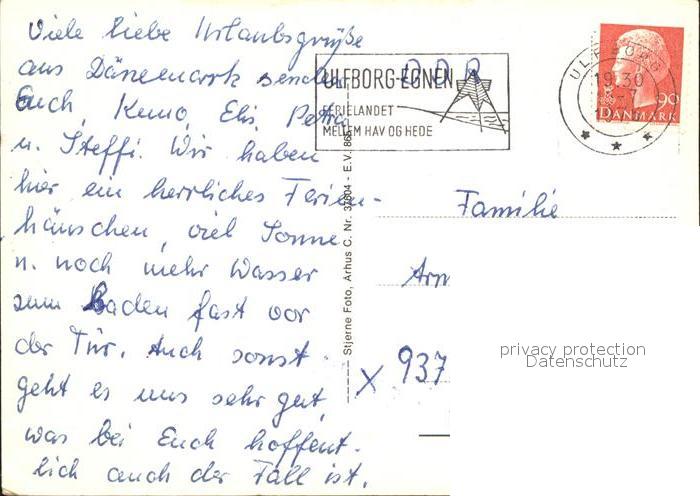 Viele liebe Urlaubsgrüße
aus Dänemark senden
Euch, Kuno, Elis, Petra
u. Steffi. Wir haben
hier ein herrliches Ferien-
häuschen, viel Sonne
u. noch mehr Wasser
zum Baden fast vor
der Tür. Auch sonst
geht es uns sehr gut,
was bei Euch hoffent-
lich auch der Fall ist.
ULFBORG-EGNEN
FERIELANDET
MELLEM HAV OG HEDE
ULFBORG
19.30
90
DANMARK
Stjerne Foto, Århus C. Nr. 37804 - E.V. 86
Familie
X 937
privacy protection
Datenschutz